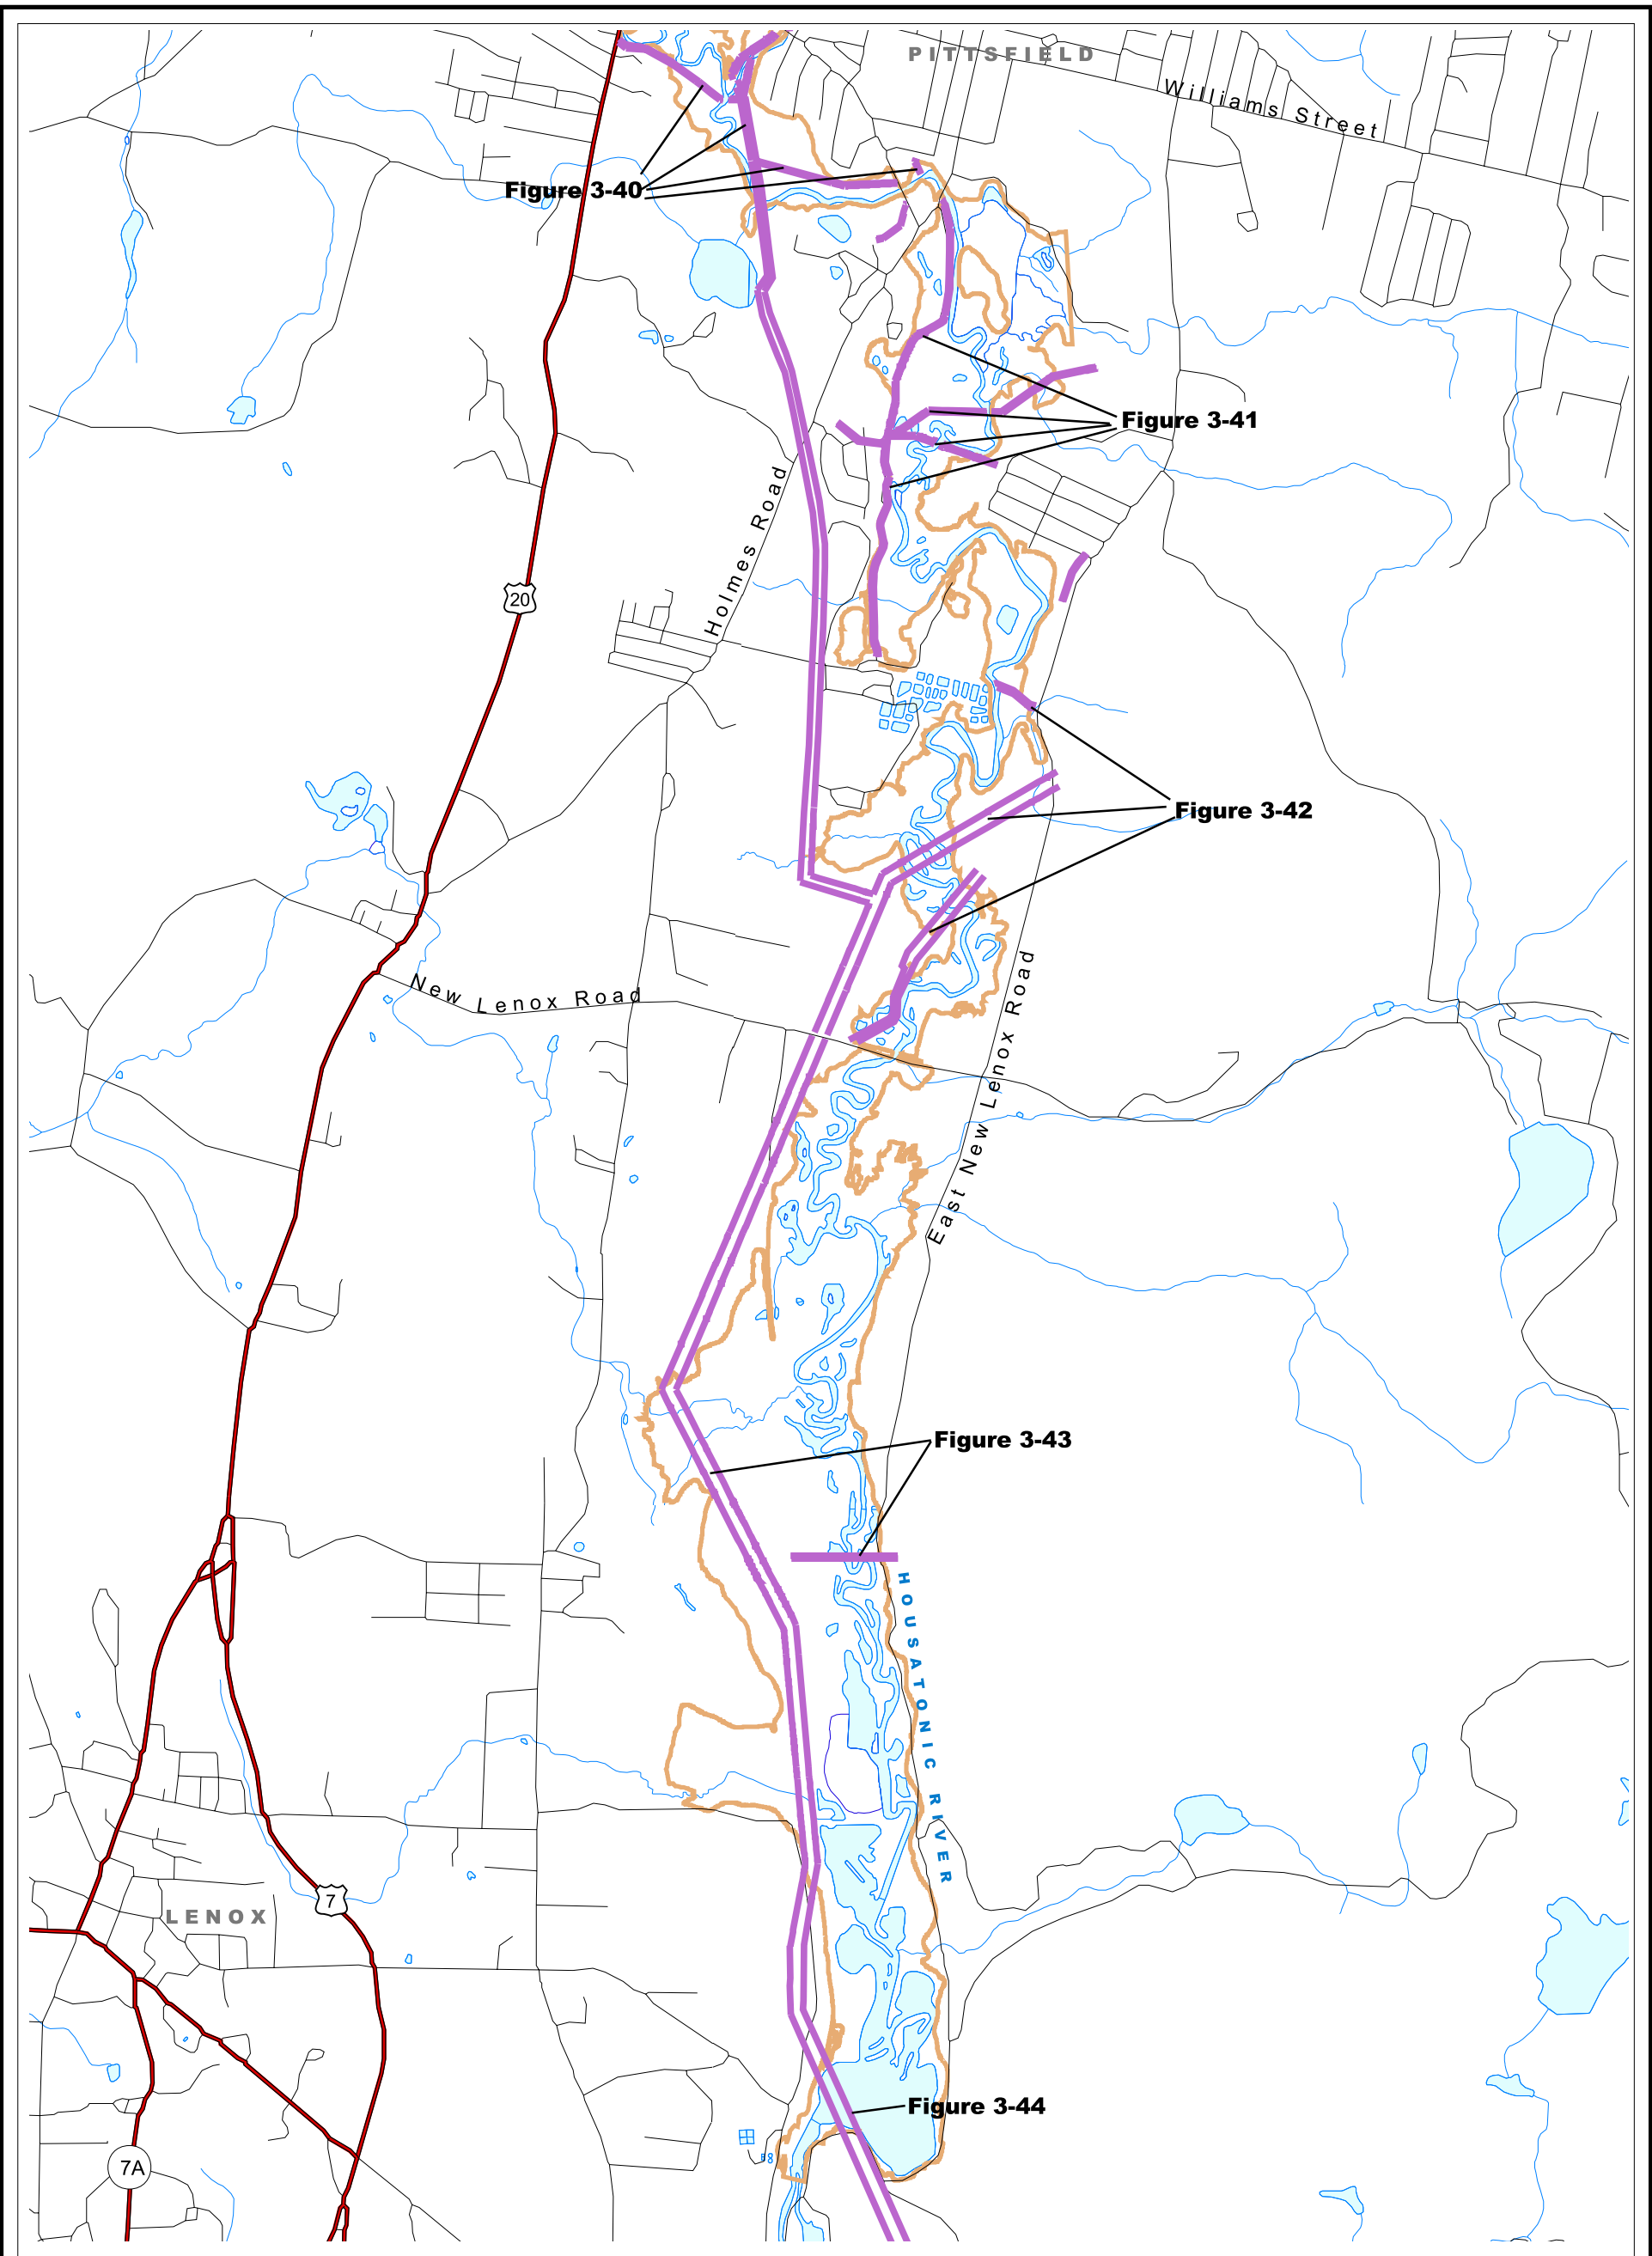 PITTSFIELD
Williams Street
Figure 3-40
Figure 3-41
Holmes Road
20
Figure 3-42
New Lenox Road
East New Lenox Road
Figure 3-43
HOUSATONIC RIVER
7
LENOX
Figure 3-44
7A